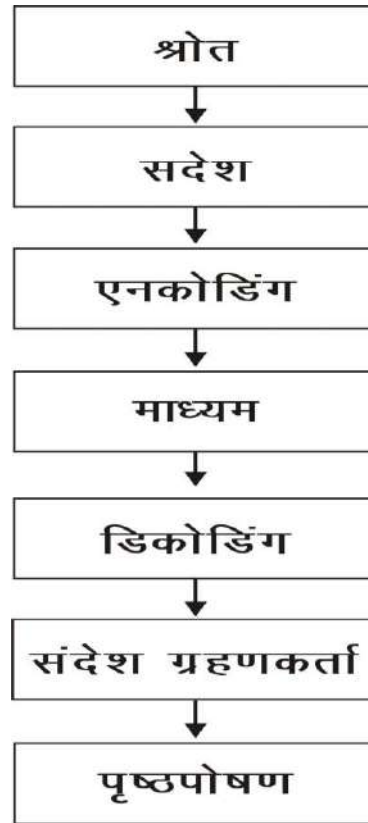 श्रोत
सदेश
एनकोडिंग
माध्यम
डिकोडिंग
संदेश ग्रहणकर्ता
पृष्ठपोषण